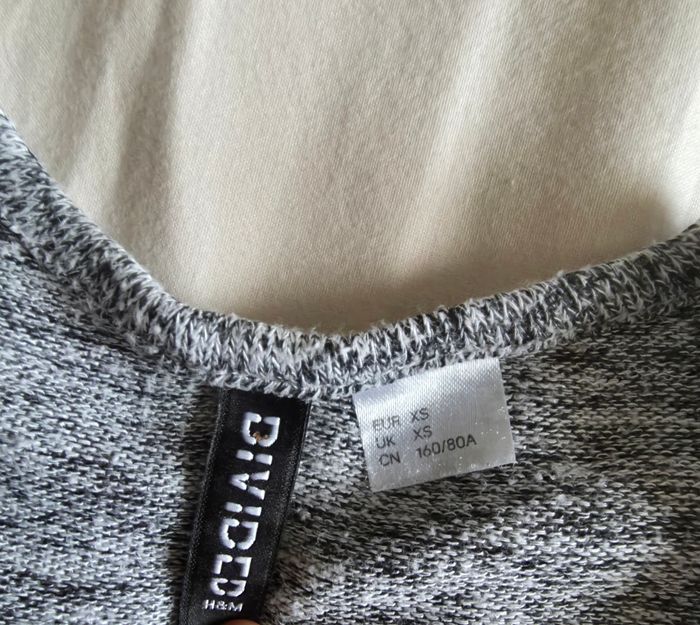 DIVIDED
H&M
EUR XS
UK XS
CN 160/80A